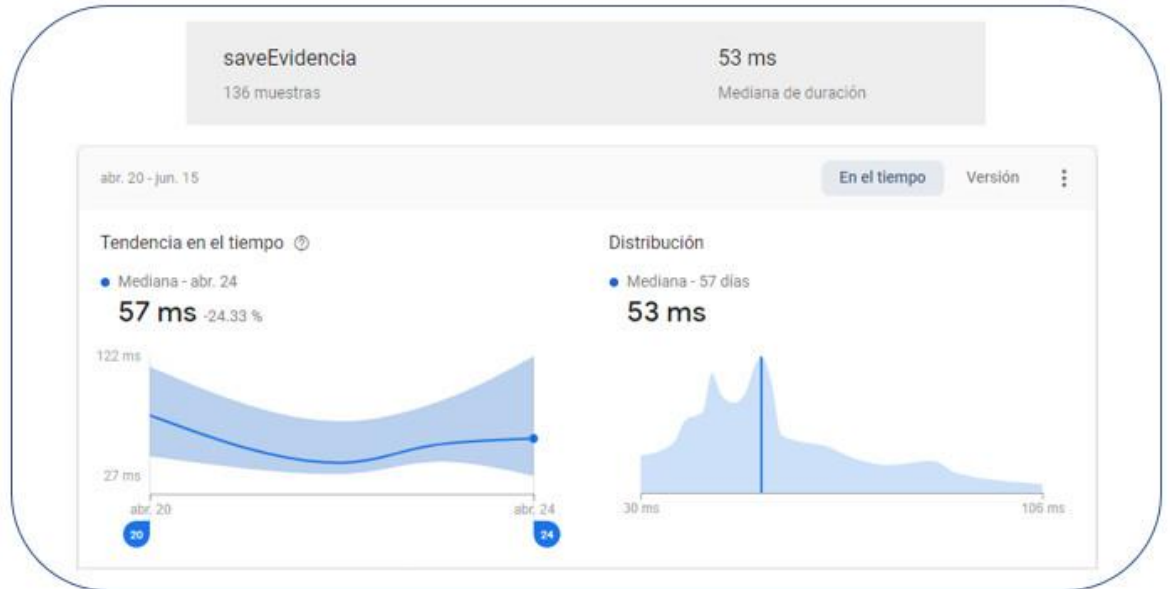 saveEvidencia
136 muestras
53 ms
Mediana de duración
abr. 20 - jun. 15
En el tiempo
Versión
Tendencia en el tiempo
Mediana - abr. 24
57 ms -24.33 %
122 ms
27 ms
abr. 20
abr. 24
20
24
Distribución
Mediana - 57 días
53 ms
30 ms
106 ms